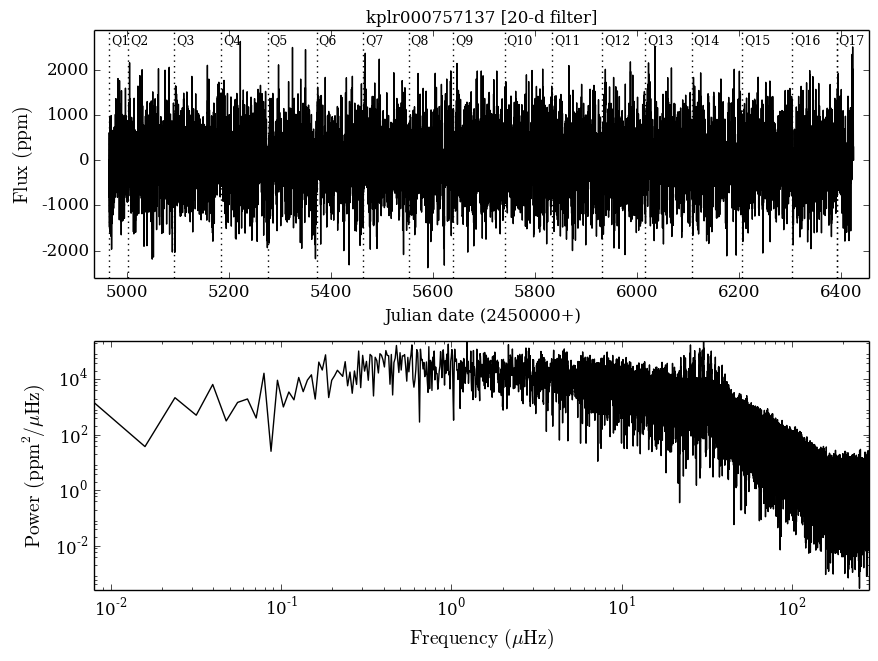 kplr000757137 [20-d filter]
Q1 Q2 Q3 Q4 Q5 Q6 Q7 Q8 Q9 Q10 Q11 Q12 Q13 Q14 Q15 Q16 Q17
2000
1000
0
-1000
-2000
Flux (ppm)
5000 5200 5400 5600 5800 6000 6200 6400
Julian date (2450000+)
10^4
10^2
10^0
10^-2
Power (ppm^2/μHz)
10^-2 10^-1 10^0 10^1 10^2
Frequency (μHz)